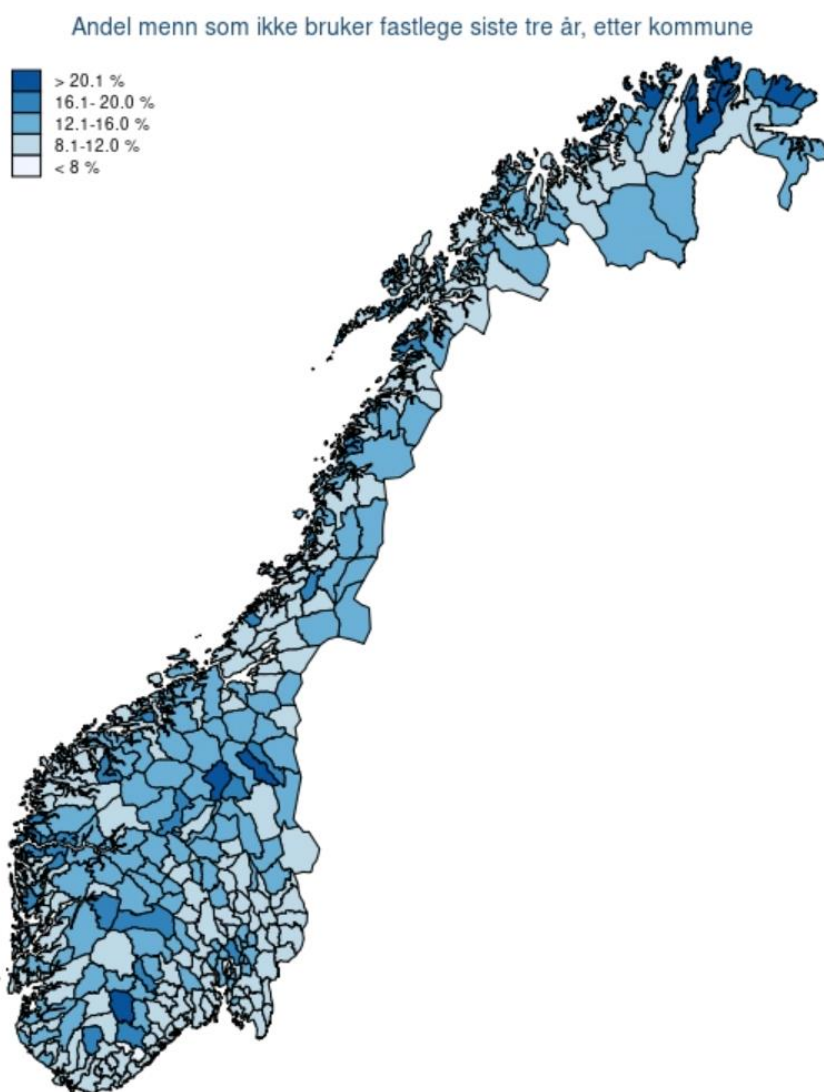 Andel menn som ikke bruker fastlege siste tre år, etter kommune
> 20.1 %
16.1- 20.0 %
12.1-16.0 %
8.1-12.0 %
< 8 %